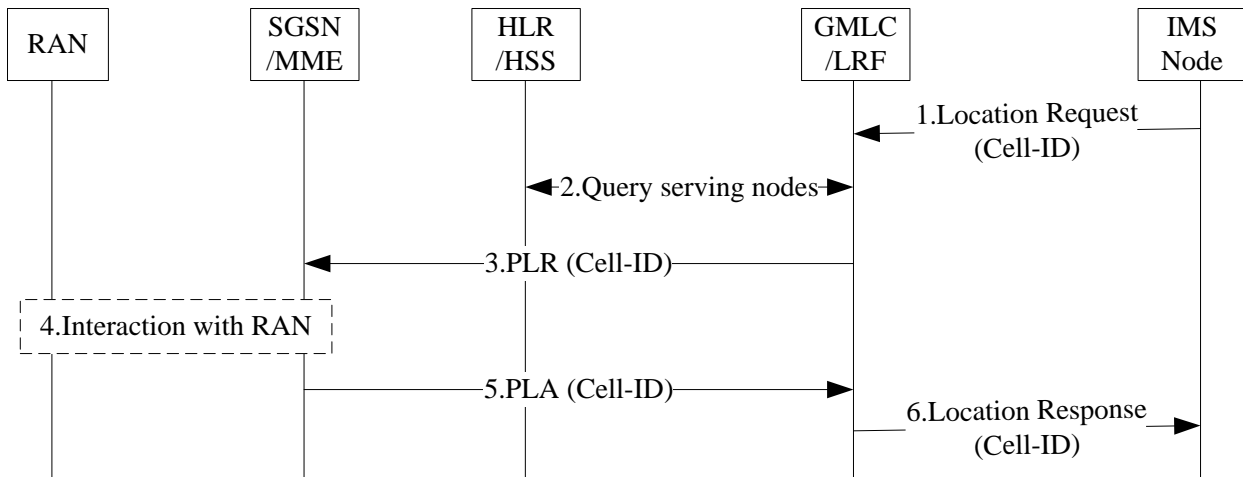 RAN
SGSN
/MME
HLR
/HSS
GMLC
/LRF
IMS
Node
1.Location Request
(Cell-ID)
2.Query serving nodes
3.PLR (Cell-ID)
4.Interaction with RAN
5.PLA (Cell-ID)
6.Location Response
(Cell-ID)